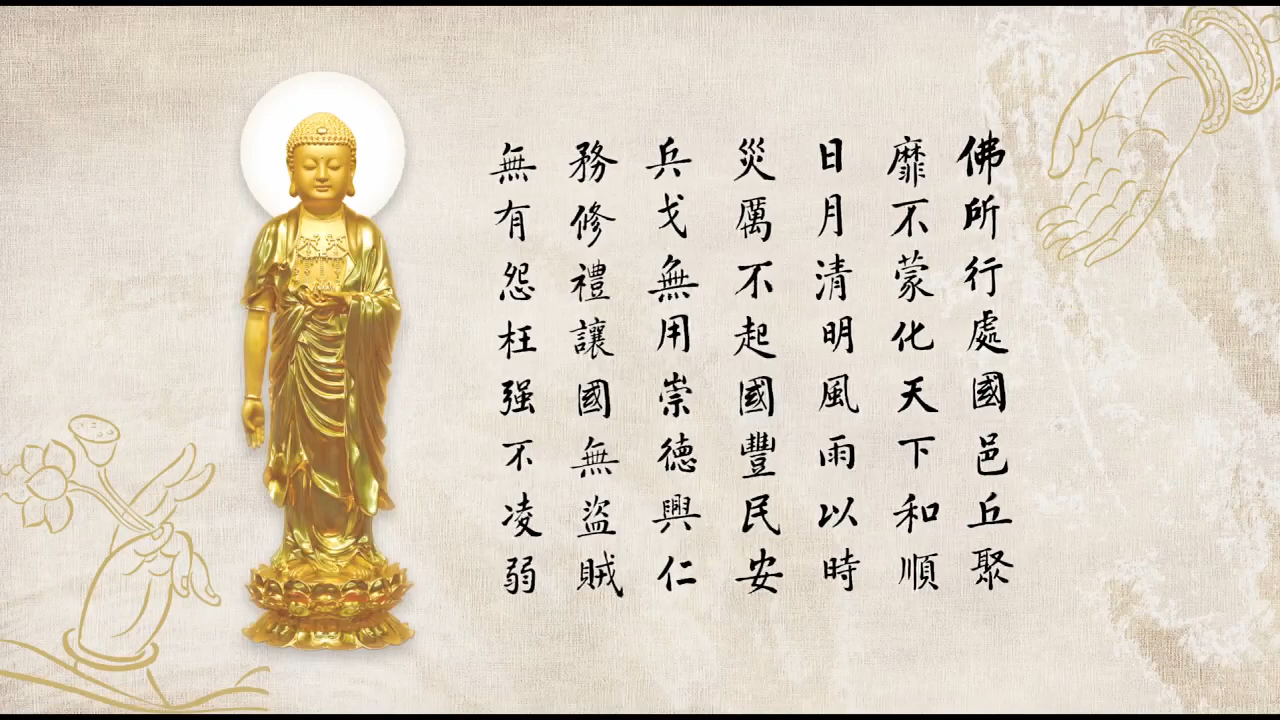 佛所行處國邑丘聚
靡不蒙化天下和順
日月清明風雨以時
災厲不起國豐民安
兵戈無用崇德興仁
務修禮讓國無盜賊
無有怨枉强不凌弱